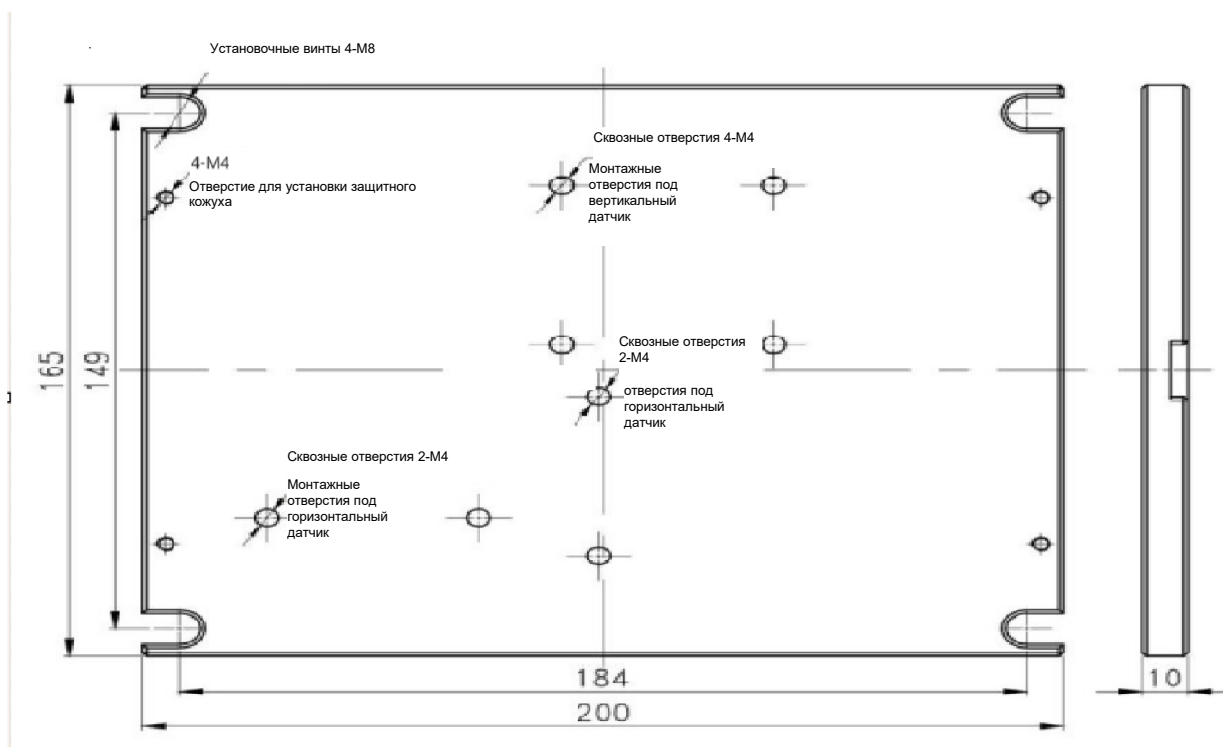 Установочные винты 4-М8
Сквозные отверстия 4-М4
4-М4
Отверстие для установки защитного
кожуха
Монтажные
отверстия под
вертикальный
датчик
165
149
Сквозные отверстия
2-М4
отверстия под
горизонтальный
датчик
Сквозные отверстия 2-М4
Монтажные
отверстия под
горизонтальный
датчик
184
10
200